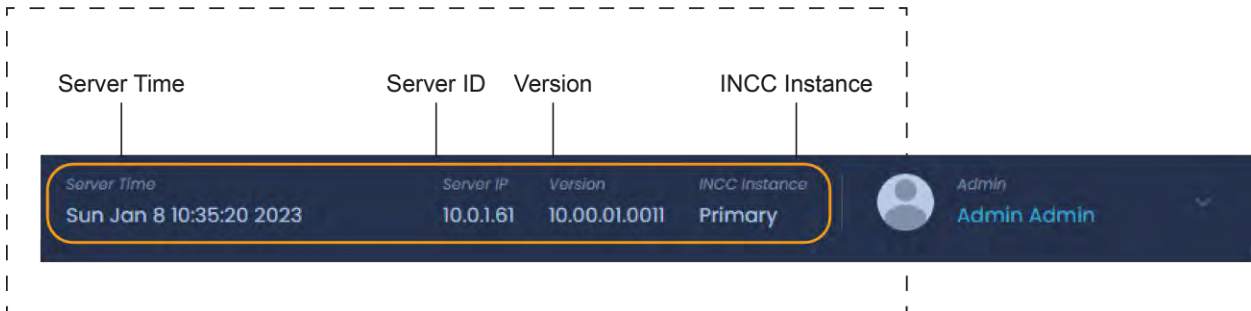 Server Time Server ID Version INCC Instance
Server Time Server IP Version INCC Instance Admin
Sun Jan 8 10:35:20 2023 10.0.1.61 10.00.01.0011 Primary Admin Admin